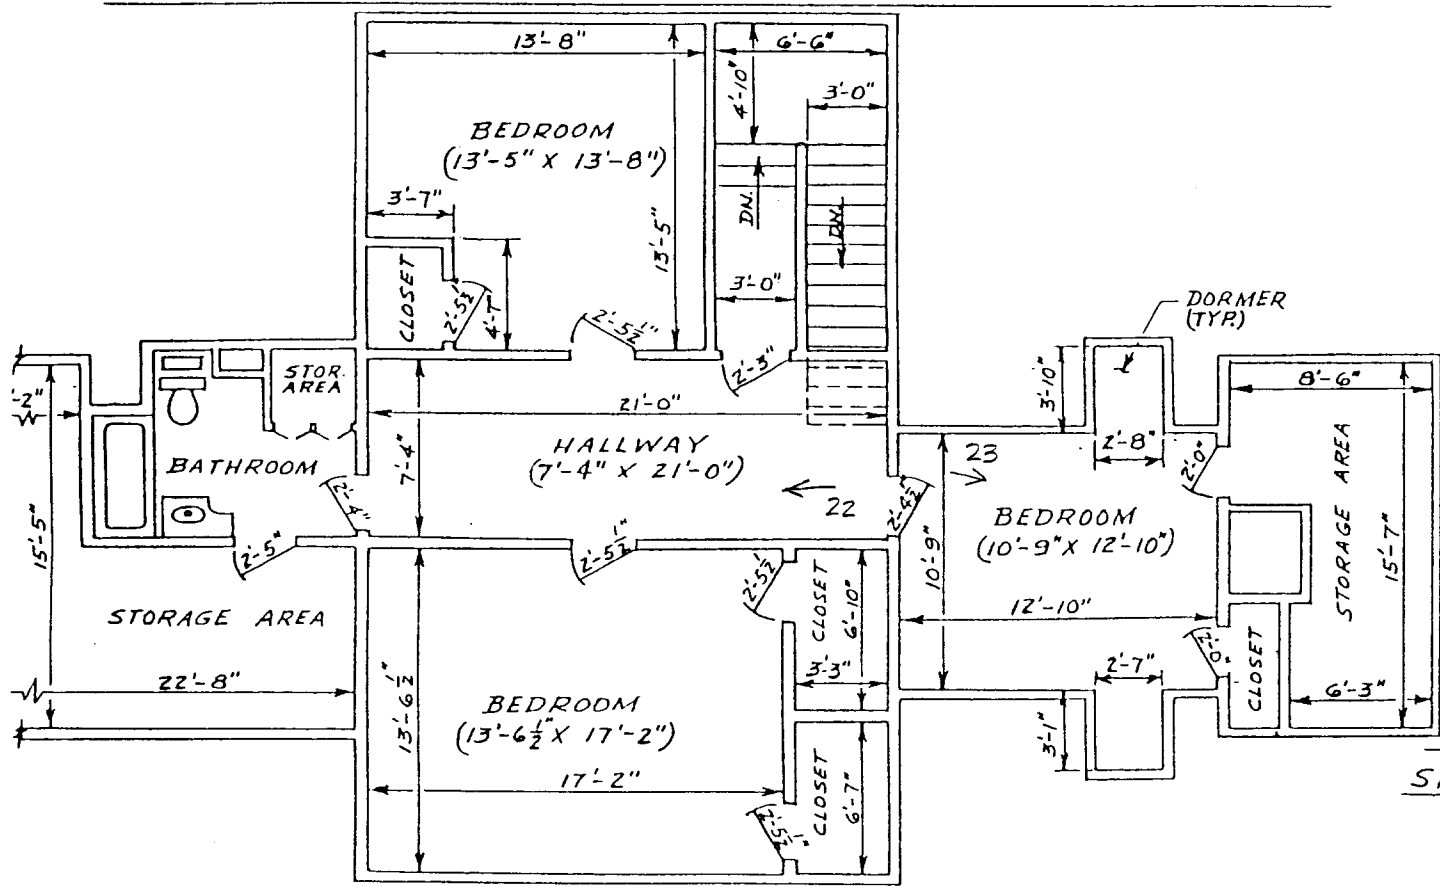 13'-8"
6'-6"
4'-10"
3'-0"
BEDROOM
(13'-5" X 13'-8")
3'-7"
DN.
DN.
13'-5"
CLOSET
2'-5½"
4'-7"
3'-0"
2'-5½"
2'-3"
DORMER
(TYP.)
3'-10"
8'-6"
STOR.
AREA
21'-0"
7'-4"
HALLWAY
(7'-4" X 21'-0")
BATHROOM
2'-4"
22
23
2'-4½"
2'-8"
2'-0"
BEDROOM
(10'-9" X 12'-10")
STORAGE AREA
15'-7"
15'-5"
2'-5"
2'-5½"
2'-5½"
CLOSET
6'-10"
10'-9"
12'-10"
STORAGE AREA
22'-8"
3'-3"
2'-7"
2'-0"
CLOSET
6'-3"
13'-6½"
BEDROOM
(13'-6½" X 17'-2")
3'-1"
17'-2"
CLOSET
6'-7"
2'-5½"